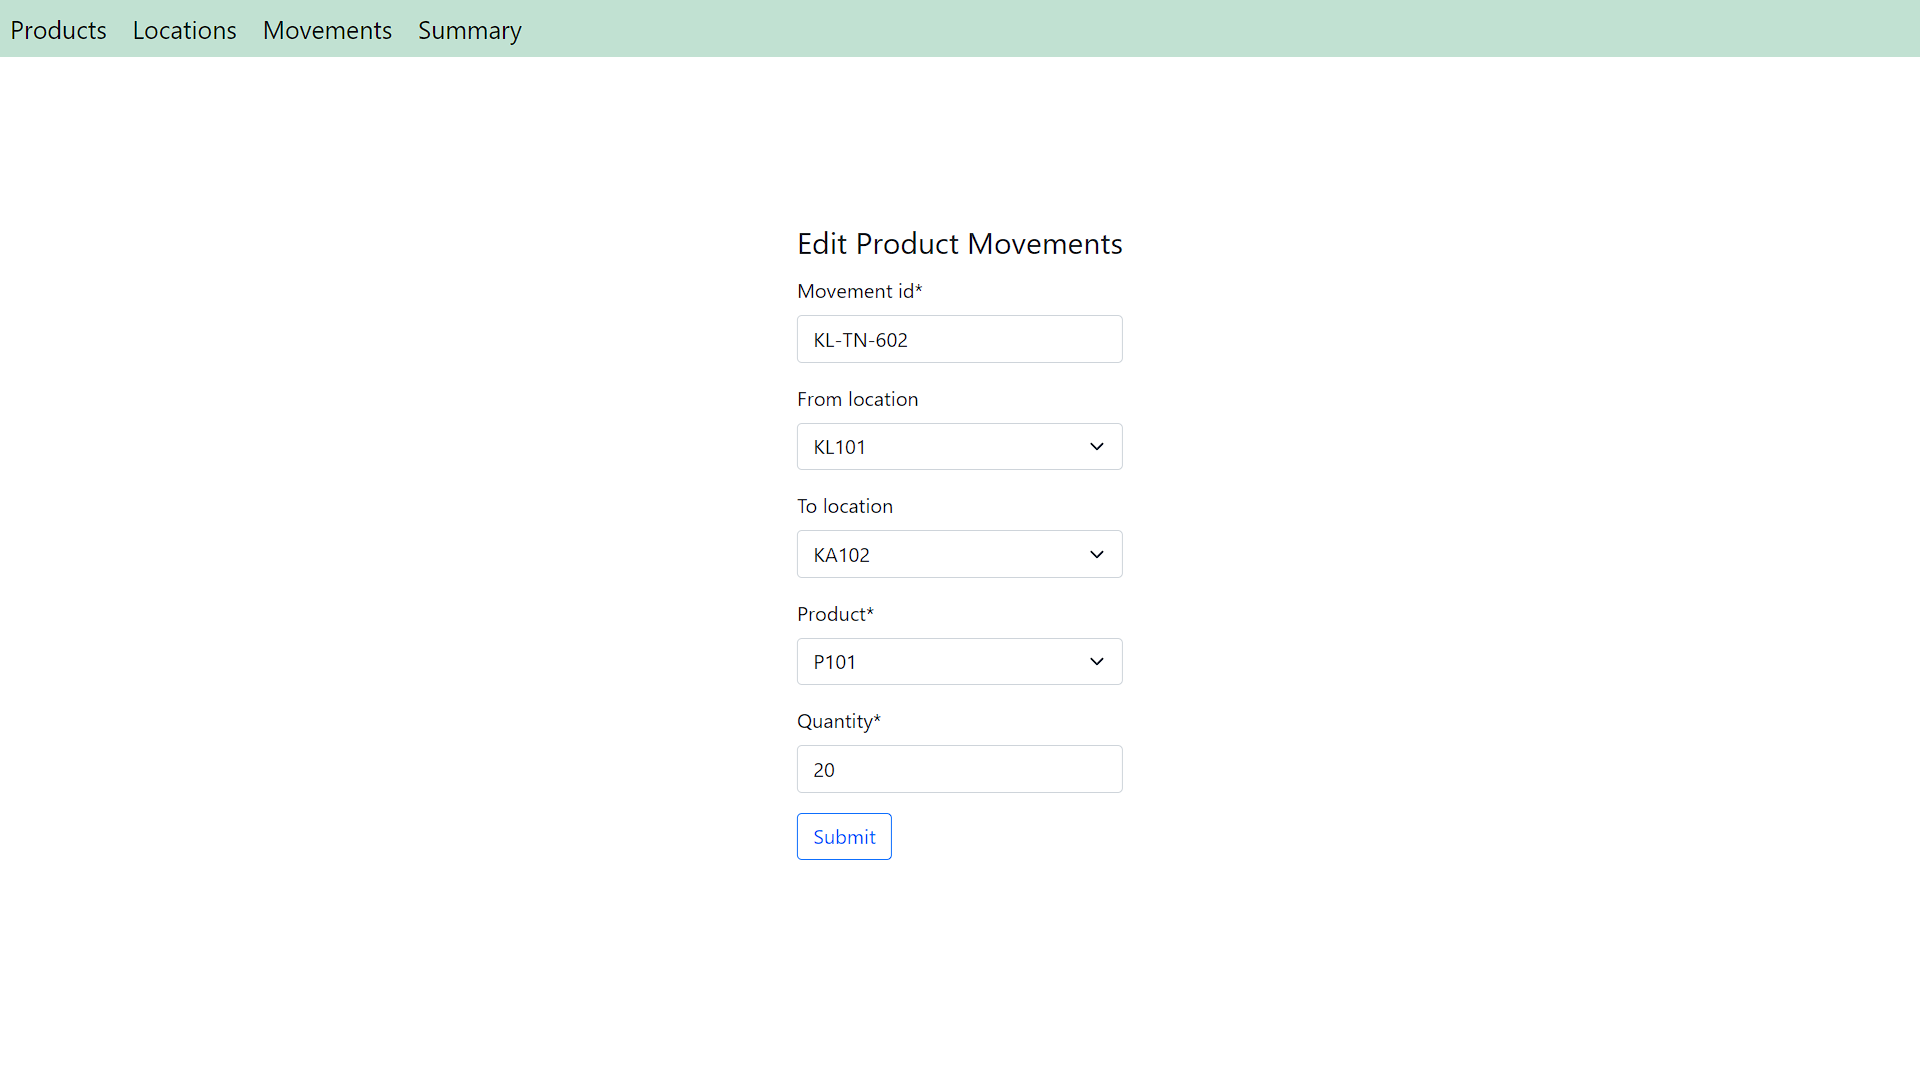 Products Locations Movements Summary
Edit Product Movements
Movement id*
KL-TN-602
From location
KL101
To location
KA102
Product*
P101
Quantity*
20
Submit